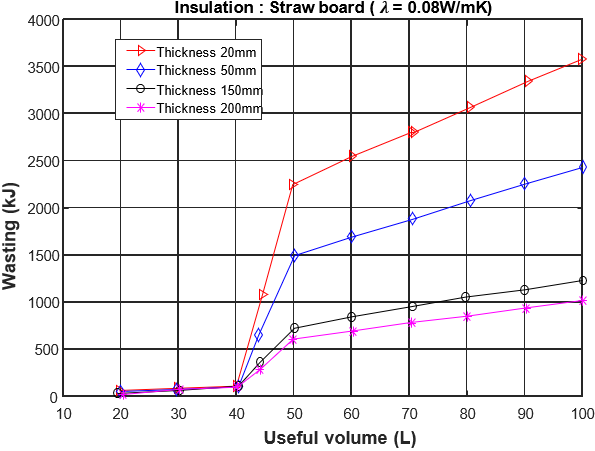 Insulation : Straw board ( λ = 0.08W/mK)
4000
3500
3000
2500
2000
1500
1000
500
0
Wasting (kJ)
Thickness 20mm
Thickness 50mm
Thickness 150mm
Thickness 200mm
10 20 30 40 50 60 70 80 90 100
Useful volume (L)